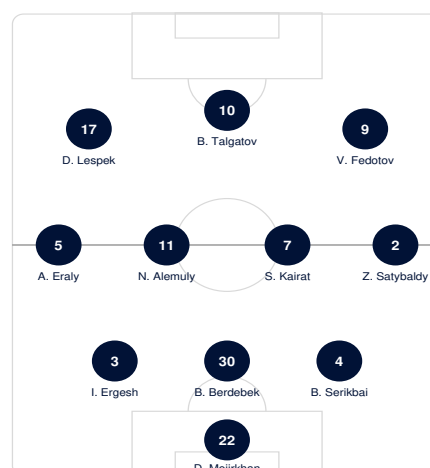 10
17
9
B. Talgatov
D. Lespek
V. Fedotov
5
11
7
2
A. Eraly
N. Alemuly
S. Kairat
Z. Satybaldy
3
30
4
I. Ergesh
B. Berdebek
B. Serikbai
22